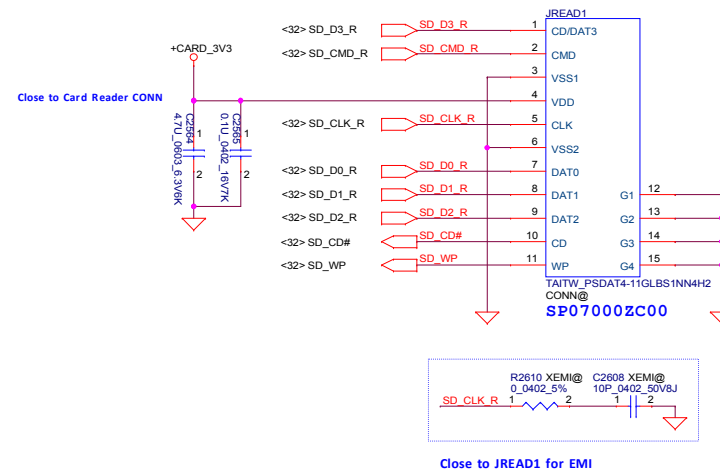 JREAD1
<32> SD_D3_R SD_D3_R 1 CD/DAT3
+CARD_3V3
<32> SD_CMD_R SD_CMD_R 2 CMD
3 VSS1
Close to Card Reader CONN
4 VDD
C2564
4.7U_0603_6.3V6K
1
2
C2565
0.1U_0402_16V7K
1
2
<32> SD_CLK_R SD_CLK_R 5 CLK
6 VSS2
<32> SD_D0_R SD_D0_R 7 DAT0
<32> SD_D1_R SD_D1_R 8 DAT1 G1 12
<32> SD_D2_R SD_D2_R 9 DAT2 G2 13
<32> SD_CD# SD_CD# 10 CD G3 14
<32> SD_WP SD_WP 11 WP G4 15
TAITW_PSDAT4-11GLBS1NN4H2
CONN@
SP07000ZC00
R2610 XEMI@ C2608 XEMI@
0_0402_5% 10P_0402_50V8J
SD_CLK_R 1 2 1 2
Close to JREAD1 for EMI